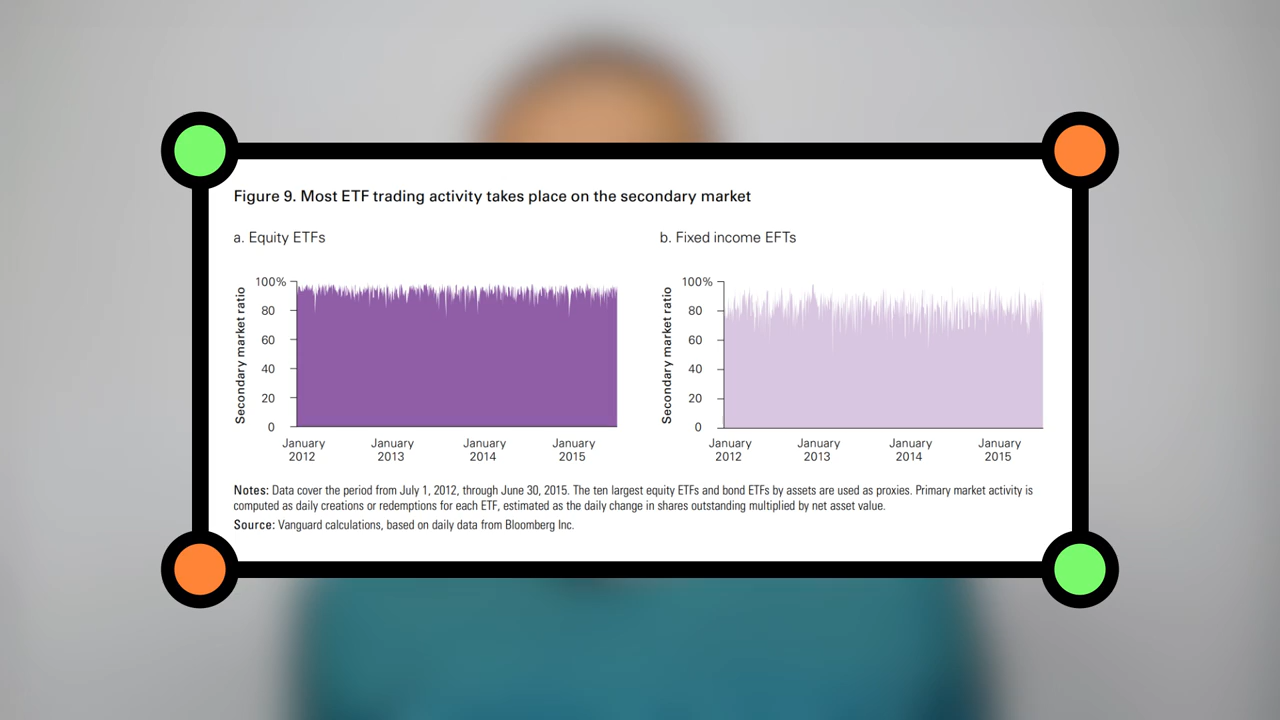 Figure 9. Most ETF trading activity takes place on the secondary market
a. Equity ETFs
Secondary market ratio
100%
80
60
40
20
0
January 2012
January 2013
January 2014
January 2015
b. Fixed income EFTs
Secondary market ratio
100%
80
60
40
20
0
January 2012
January 2013
January 2014
January 2015
Notes: Data cover the period from July 1, 2012, through June 30, 2015. The ten largest equity ETFs and bond ETFs by assets are used as proxies. Primary market activity is
computed as daily creations or redemptions for each ETF, estimated as the daily change in shares outstanding multiplied by net asset value.
Source: Vanguard calculations, based on daily data from Bloomberg Inc.